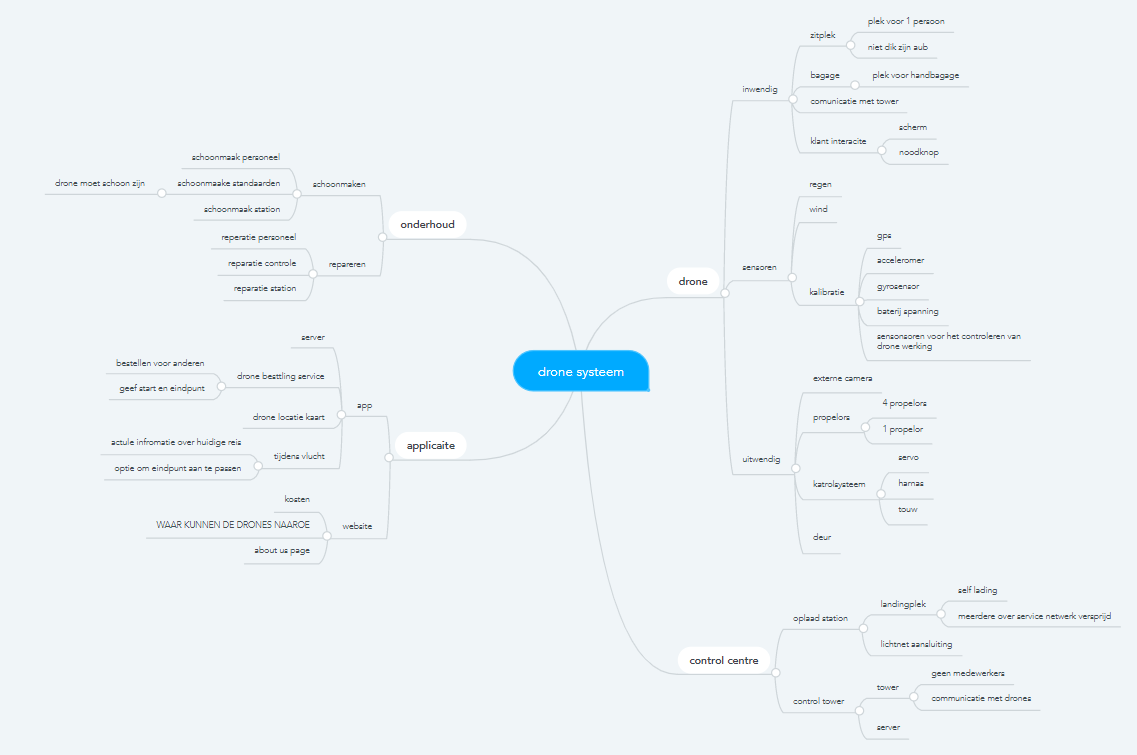 drone systeem
onderhoud
schoonmaken
schoonmaak personeel
schoonmaake standaarden
drone moet schoon zijn
schoonmaak station
repareren
reperatie personeel
reparatie controle
reparatie station
applicaite
app
server
drone besttling service
bestellen voor anderen
geef start en eindpunt
drone locatie kaart
tijdens vlucht
actule infromatie over huidige reis
optie om eindpunt aan te passen
website
kosten
WAAR KUNNEN DE DRONES NAAROE
about us page
drone
inwendig
zitplek
plek voor 1 persoon
niet dik zijn aub
bagage
plek voor handbagage
comunicatie met tower
klant interacite
scherm
noodknop
sensoren
regen
wind
kalibratie
gps
acceleromer
gyrosensor
baterij spanning
sensonsoren voor het controleren van
drone werking
uitwendig
externe camera
propelors
4 propelors
1 propelor
katrolsysteem
servo
harnas
touw
deur
control centre
oplaad station
landingplek
self lading
meerdere over service netwerk versprijd
lichtnet aansluiting
control tower
tower
geen medewerkers
communicatie met drones
server